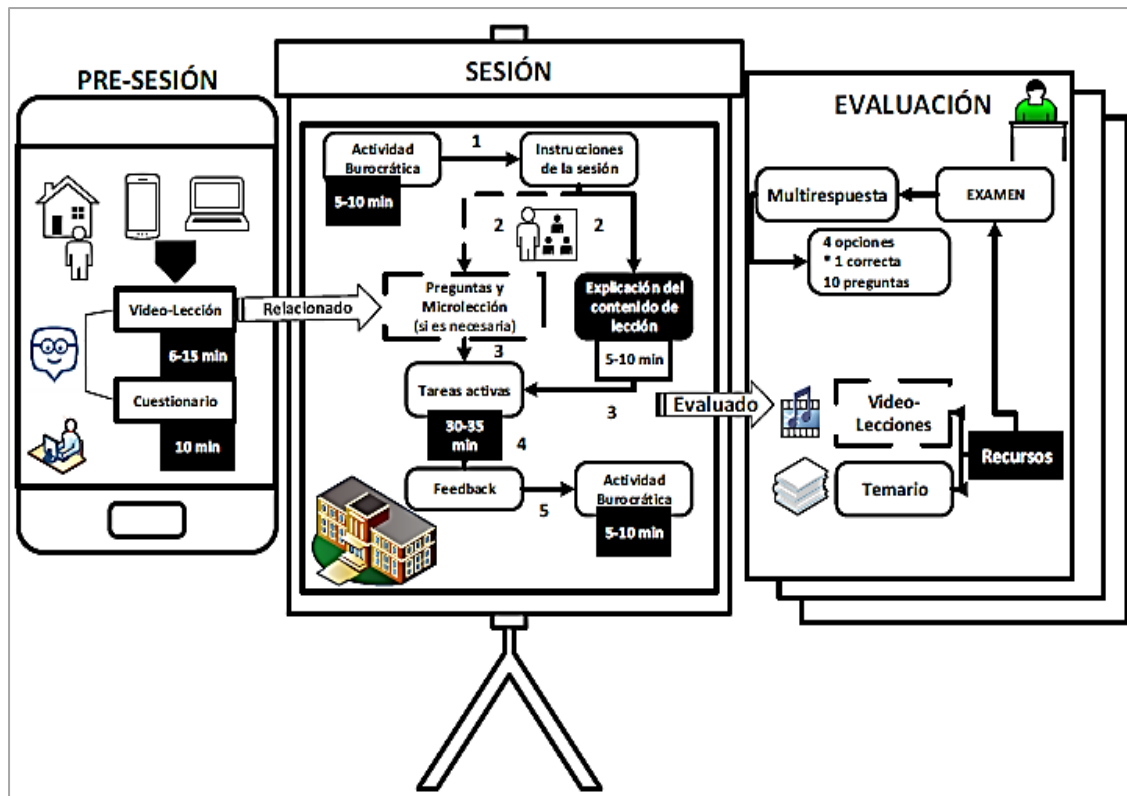 PRE-SESIÓN
Video-Lección
6-15 min
Cuestionario
10 min
Relacionado
SESIÓN
Actividad
Burocrática
5-10 min
1
Instrucciones
de la sesión
2
2
Preguntas y
Microlección
(si es necesaria)
Explicación del
contenido de
lección
5-10 min
3
3
Tareas activas
30-35
min
4
Feedback
5
Actividad
Burocrática
5-10 min
Evaluado
EVALUACIÓN
EXAMEN
Multirespuesta
4 opciones
* 1 correcta
10 preguntas
Video-
Lecciones
Temario
Recursos